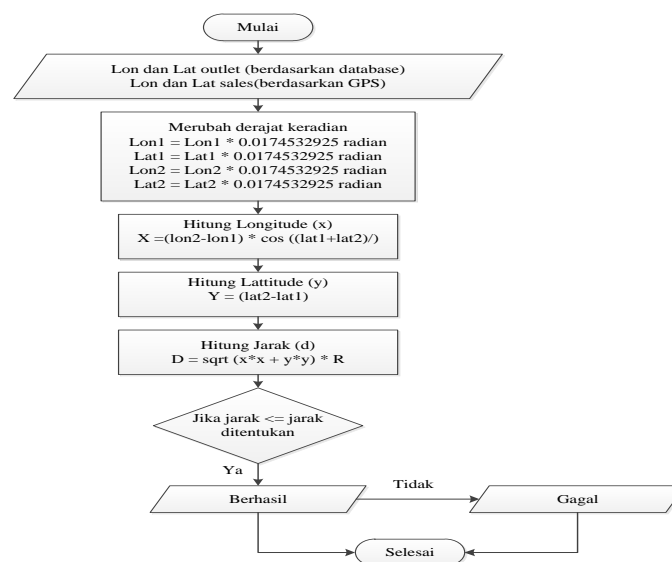 Mulai
Lon dan Lat outlet (berdasarkan database)
Lon dan Lat sales(berdasarkan GPS)
Merubah derajat keradian
Lon1 = Lon1 * 0.0174532925 radian
Lat1 = Lat1 * 0.0174532925 radian
Lon2 = Lon2 * 0.0174532925 radian
Lat2 = Lat2 * 0.0174532925 radian
Hitung Longitude (x)
X =(lon2-lon1) * cos ((lat1+lat2)/)
Hitung Lattitude (y)
Y = (lat2-lat1)
Hitung Jarak (d)
D = sqrt (x*x + y*y) * R
Jika jarak <= jarak
ditentukan
Ya
Tidak
Berhasil
Gagal
Selesai